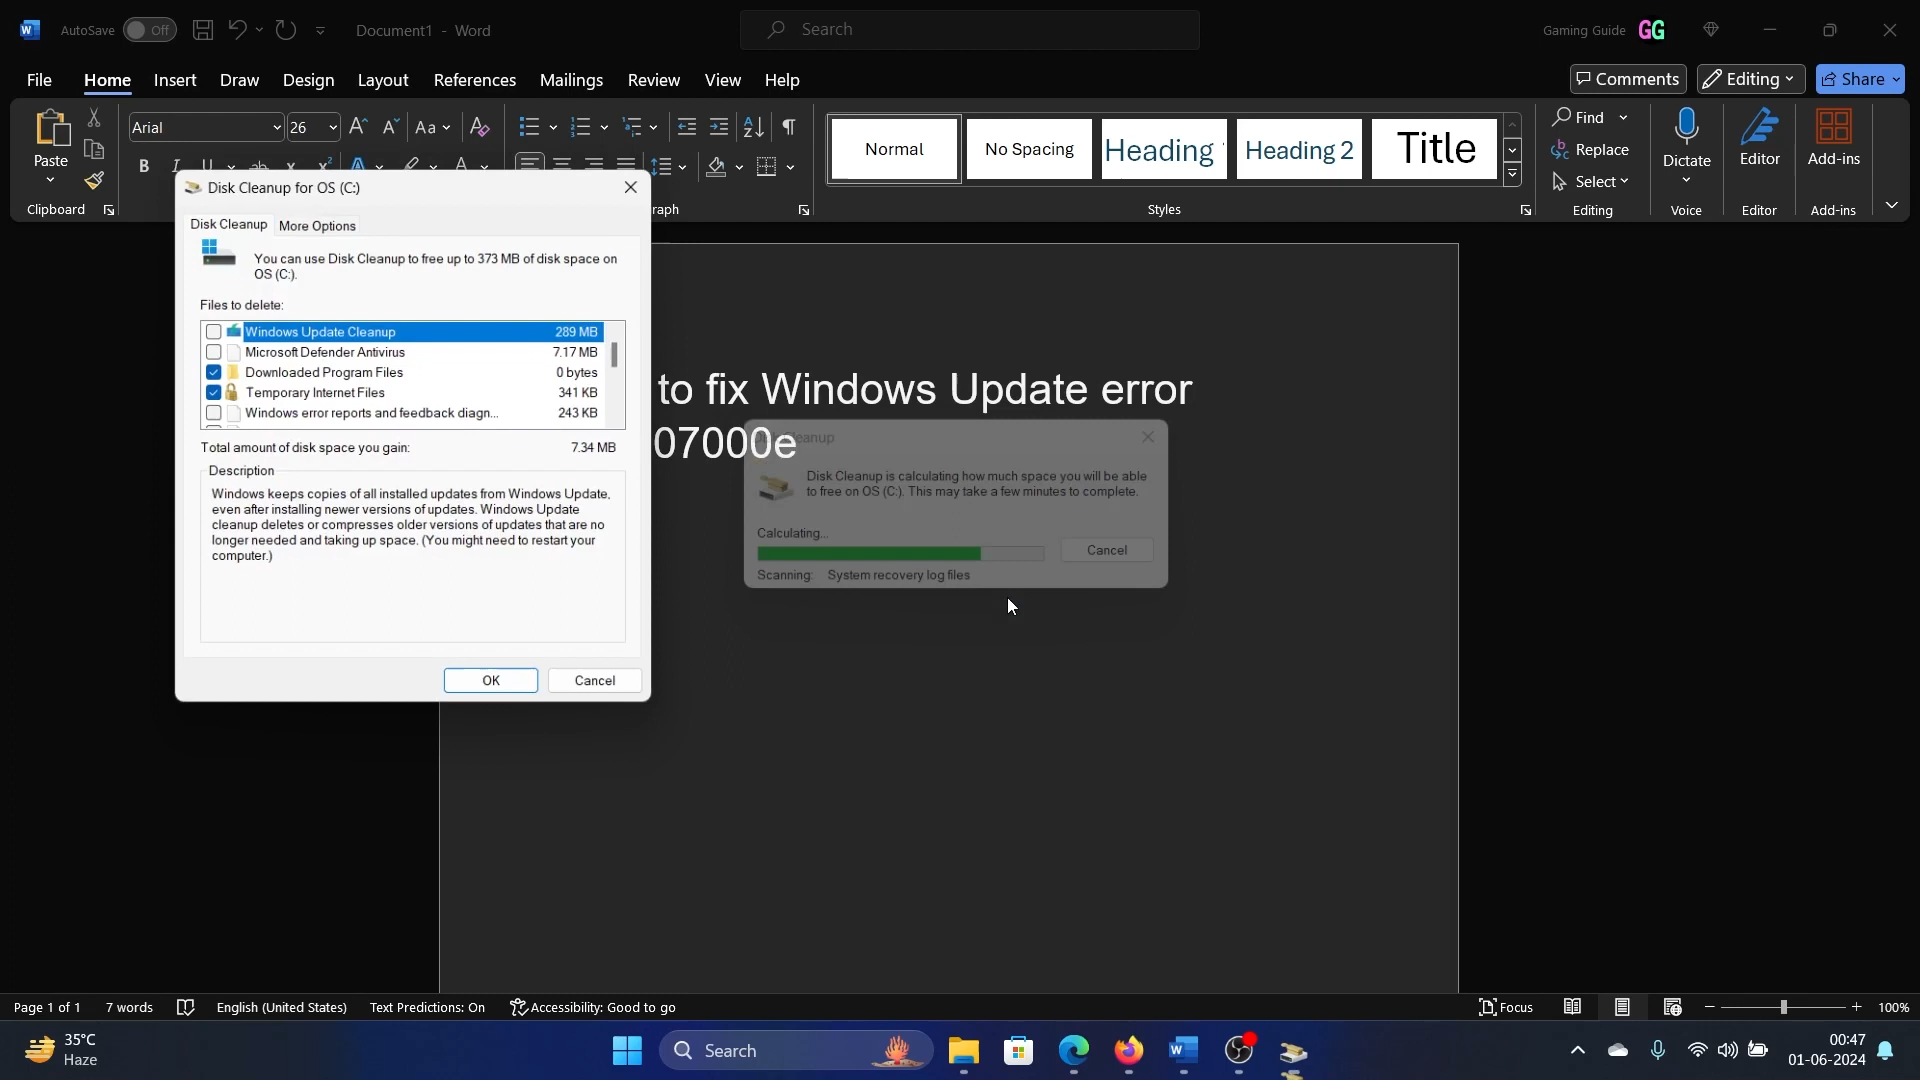 AutoSave Off Document1 - Word Search Gaming Guide GG
File Home Insert Draw Design Layout References Mailings Review View Help Comments Editing Share
Paste
Clipboard
Arial 26 Aa
B I U ab x x A A
Normal
No Spacing
Heading
Heading 2
Title
Styles
Find
Replace
Select
Editing
Dictate
Voice
Editor
Editor
Add-ins
Add-ins
Disk Cleanup for OS (C:)
Disk Cleanup More Options
You can use Disk Cleanup to free up to 373 MB of disk space on
OS (C:).
Files to delete:
Windows Update Cleanup 289 MB
Microsoft Defender Antivirus 7.17 MB
Downloaded Program Files 0 bytes
Temporary Internet Files 341 KB
Windows error reports and feedback diagn... 243 KB
Total amount of disk space you gain: 7.34 MB
Description
Windows keeps copies of all installed updates from Windows Update,
even after installing newer versions of updates. Windows Update
cleanup deletes or compresses older versions of updates that are no
longer needed and taking up space. (You might need to restart your
computer.)
OK Cancel
to fix Windows Update error
07000e
Disk Cleanup is calculating how much space you will be able
to free on OS (C:). This may take a few minutes to complete.
Calculating...
Cancel
Scanning: System recovery log files
Page 1 of 1 7 words English (United States) Text Predictions: On Accessibility: Good to go Focus 100%
35°C
Haze
Search
00:47
01-06-2024